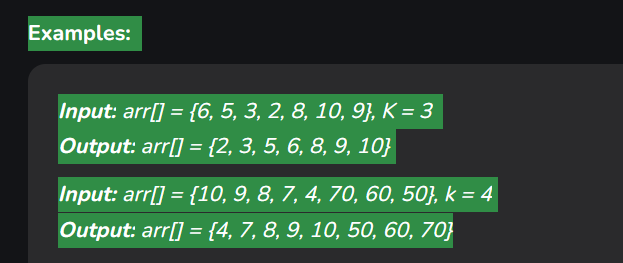 Examples:
Input: arr[] = {6, 5, 3, 2, 8, 10, 9}, K = 3
Output: arr[] = {2, 3, 5, 6, 8, 9, 10}
Input: arr[] = {10, 9, 8, 7, 4, 70, 60, 50}, k = 4
Output: arr[] = {4, 7, 8, 9, 10, 50, 60, 70}